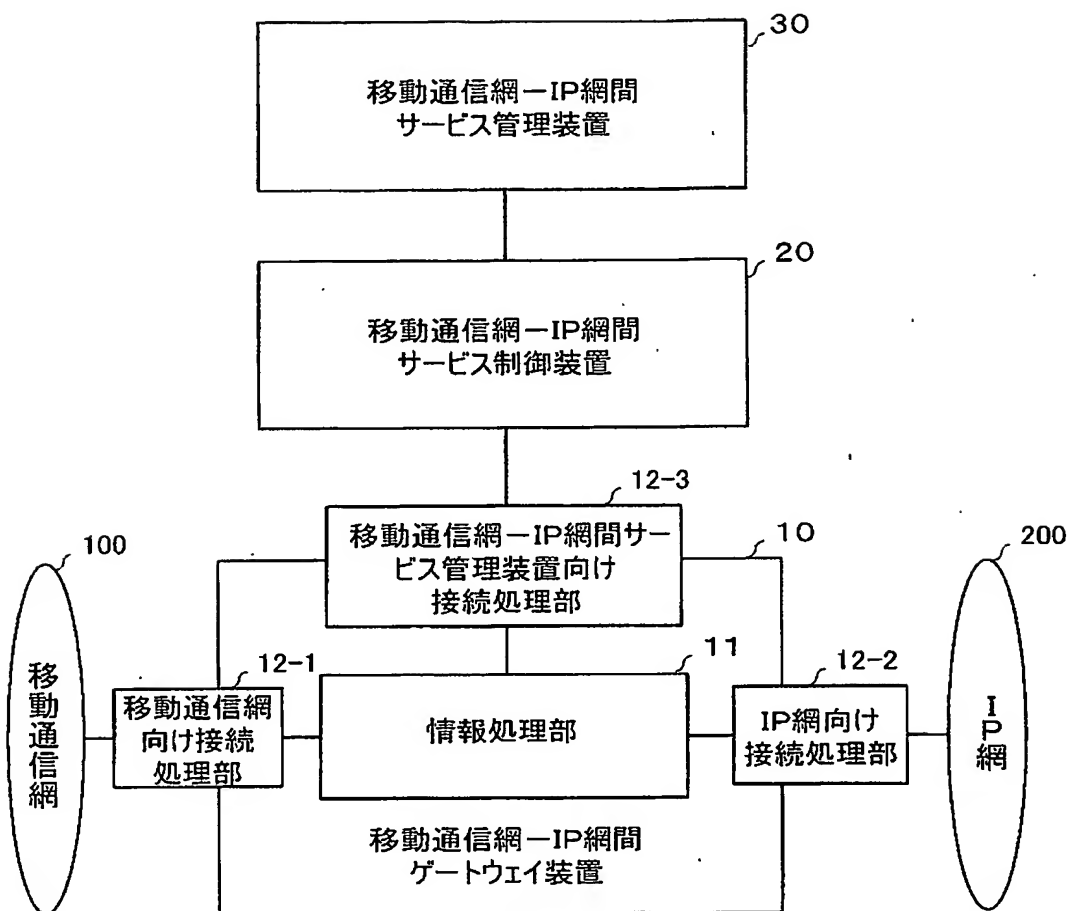 30
移動通信網－IP網間
サービス管理装置
20
移動通信網－IP網間
サービス制御装置
12-3
移動通信網－IP網間サー
ビス管理装置向け
接続処理部
10
100
移動通信網
12-1
移動通信網
向け接続
処理部
11
情報処理部
12-2
IP網向け
接続処理部
200
IP網
移動通信網－IP網間
ゲートウェイ装置